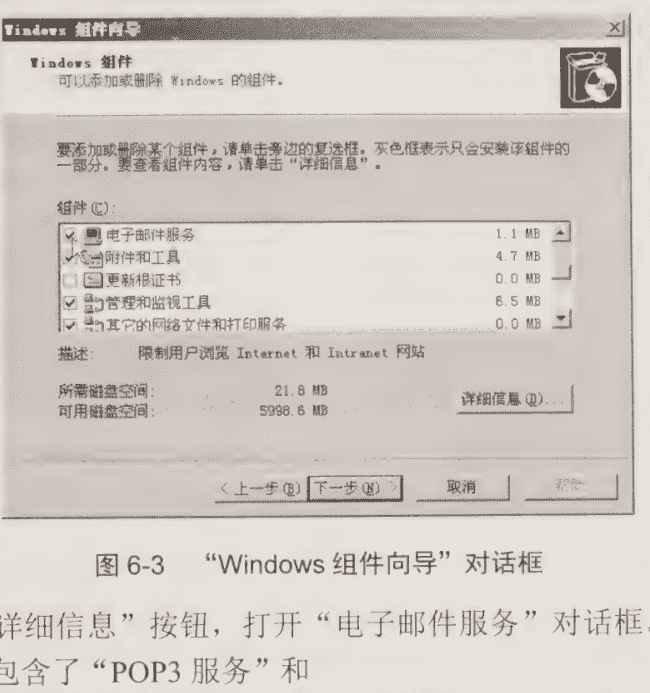 Windows 组件向导
Windows 组件
可以添加或删除 Windows 的组件。
要添加或删除某个组件，请单击旁边的复选框。灰色框表示只会安装该组件的
一部分。要查看组件内容，请单击“详细信息”。
组件(C):
电子邮件服务 1.1 MB
附件和工具 4.7 MB
更新根证书 0.0 MB
管理和监视工具 6.5 MB
其它的网络文件和打印服务 0.0 MB
描述: 限制用户浏览 Internet 和 Intranet 网站
所需磁盘空间: 21.8 MB
可用磁盘空间: 5998.6 MB
详细信息(D)...
<上一步(B) 下一步(N)> 取消 帮助
图 6-3 “Windows 组件向导”对话框
详细信息”按钮，打开“电子邮件服务”对话框
包含了“POP3 服务”和